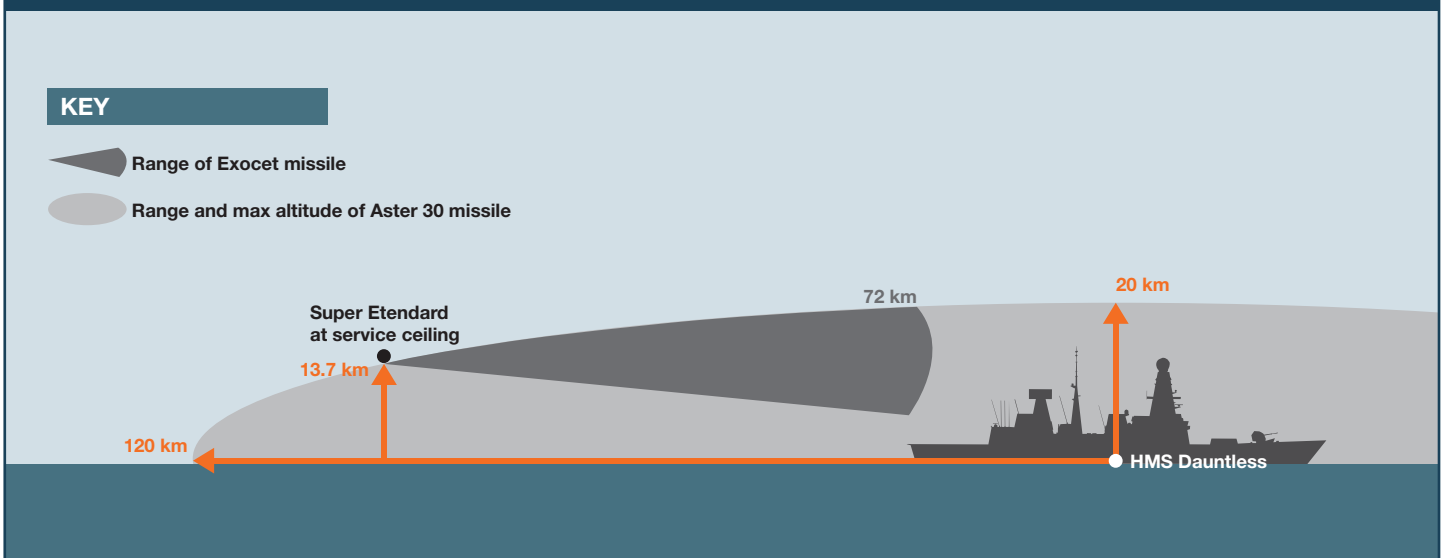 KEY
Range of Exocet missile
Range and max altitude of Aster 30 missile
72 km
20 km
Super Etendard
at service ceiling
13.7 km
120 km
HMS Dauntless